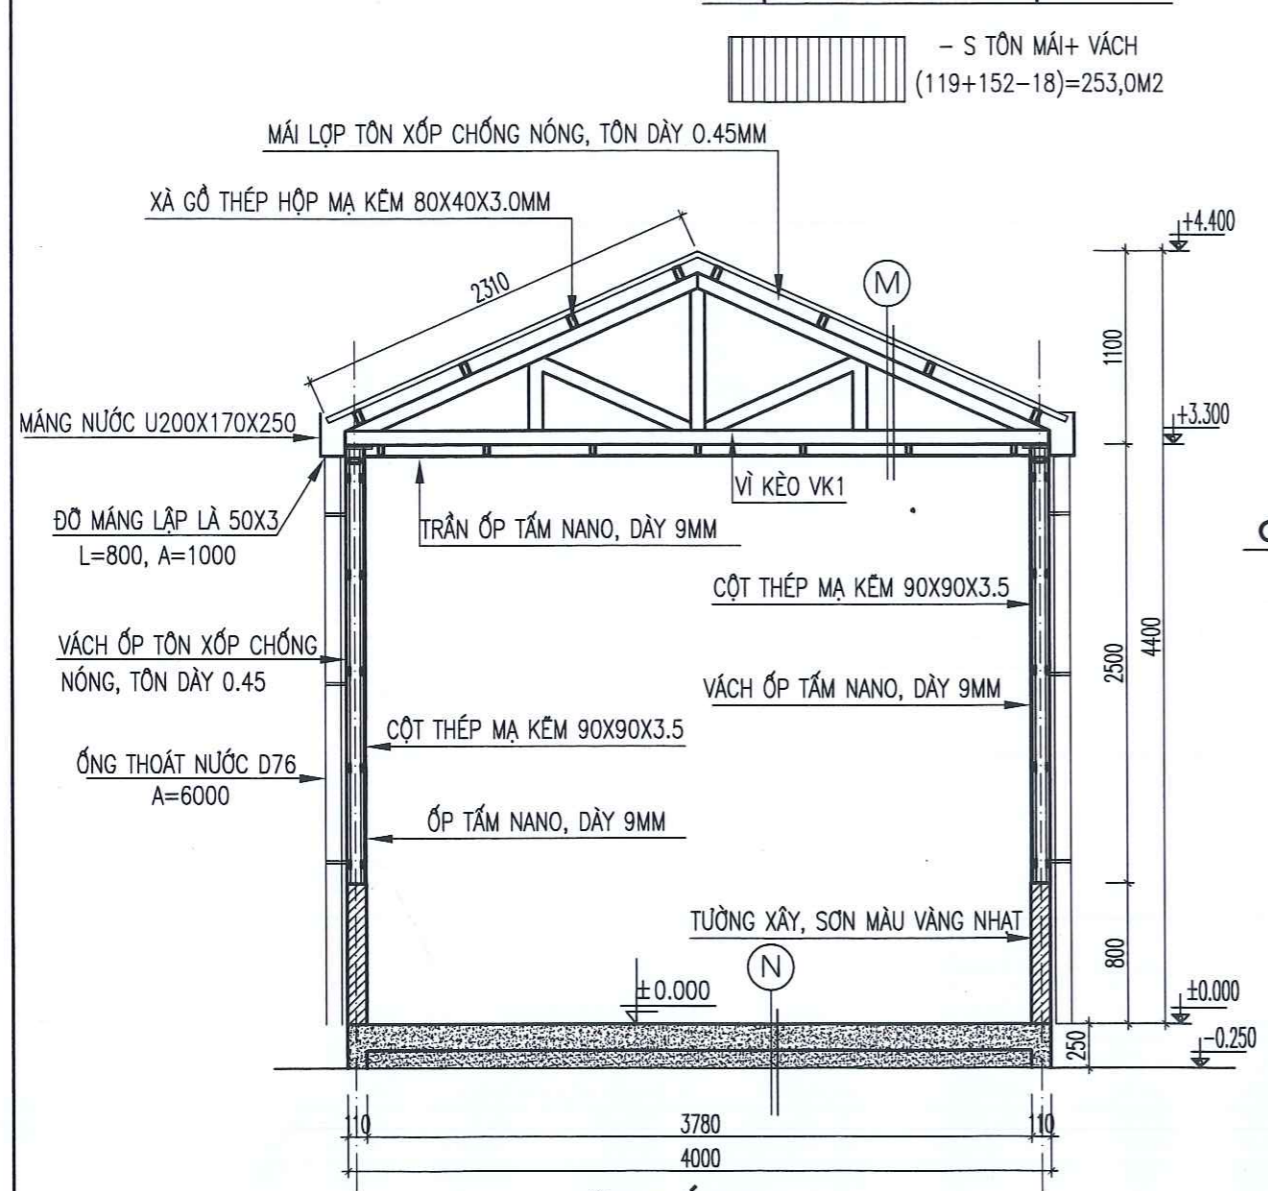 - S TÔN MÁI+ VÁCH
(119+152-18)=253,0M2
MÁI LỢP TÔN XỐP CHỐNG NÓNG, TÔN DÀY 0.45MM
XÀ GỒ THÉP HỘP MẠ KẼM 80X40X3.0MM
+4.400
2310
M
1100
MÁNG NƯỚC U200X170X250
+3.300
VÌ KÈO VK1
ĐỠ MÁNG LẬP LÀ 50X3
L=800, A=1000
TRẦN ỐP TẤM NANO, DÀY 9MM
CỘT THÉP MẠ KẼM 90X90X3.5
VÁCH ỐP TÔN XỐP CHỐNG
NÓNG, TÔN DÀY 0.45
2500
4400
VÁCH ỐP TẤM NANO, DÀY 9MM
CỘT THÉP MẠ KẼM 90X90X3.5
ỐNG THOÁT NƯỚC D76
A=6000
ỐP TẤM NANO, DÀY 9MM
TƯỜNG XÂY, SƠN MÀU VÀNG NHẠT
800
N
±0.000
±0.000
250
-0.250
110
3780
110
4000